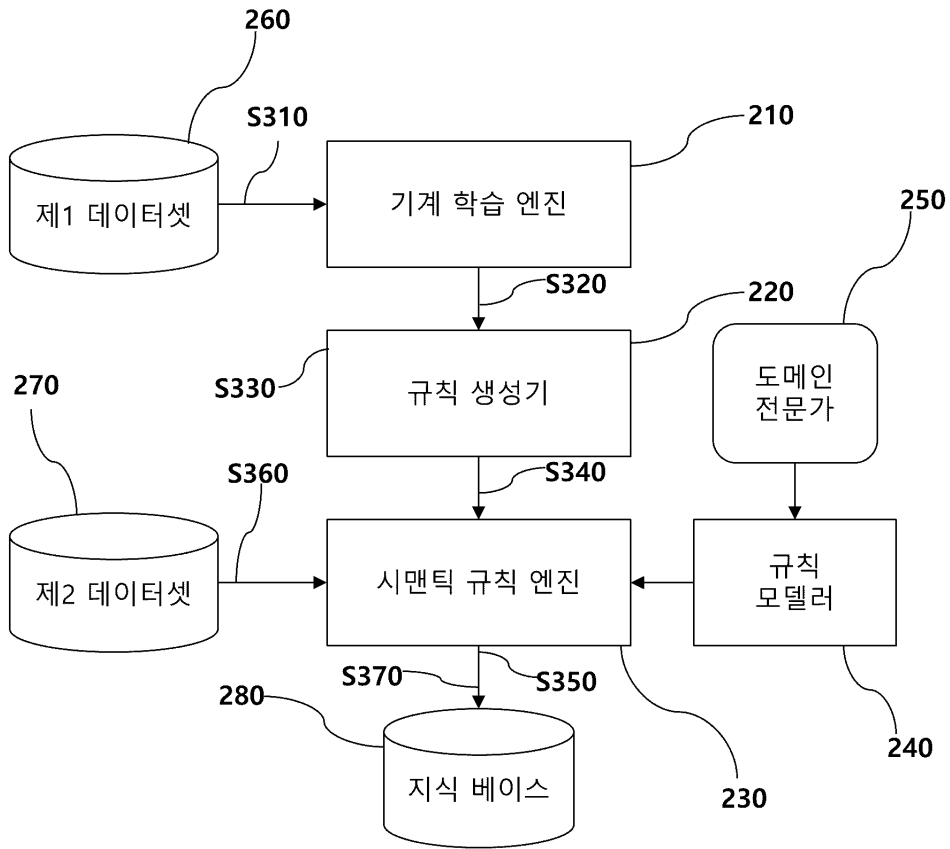 260
S310
210
제1 데이터셋
기계 학습 엔진
250
S320
220
270
S330
규칙 생성기
도메인
전문가
S360
S340
제2 데이터셋
시맨틱 규칙 엔진
규칙
모델러
S370
S350
280
240
지식 베이스
230